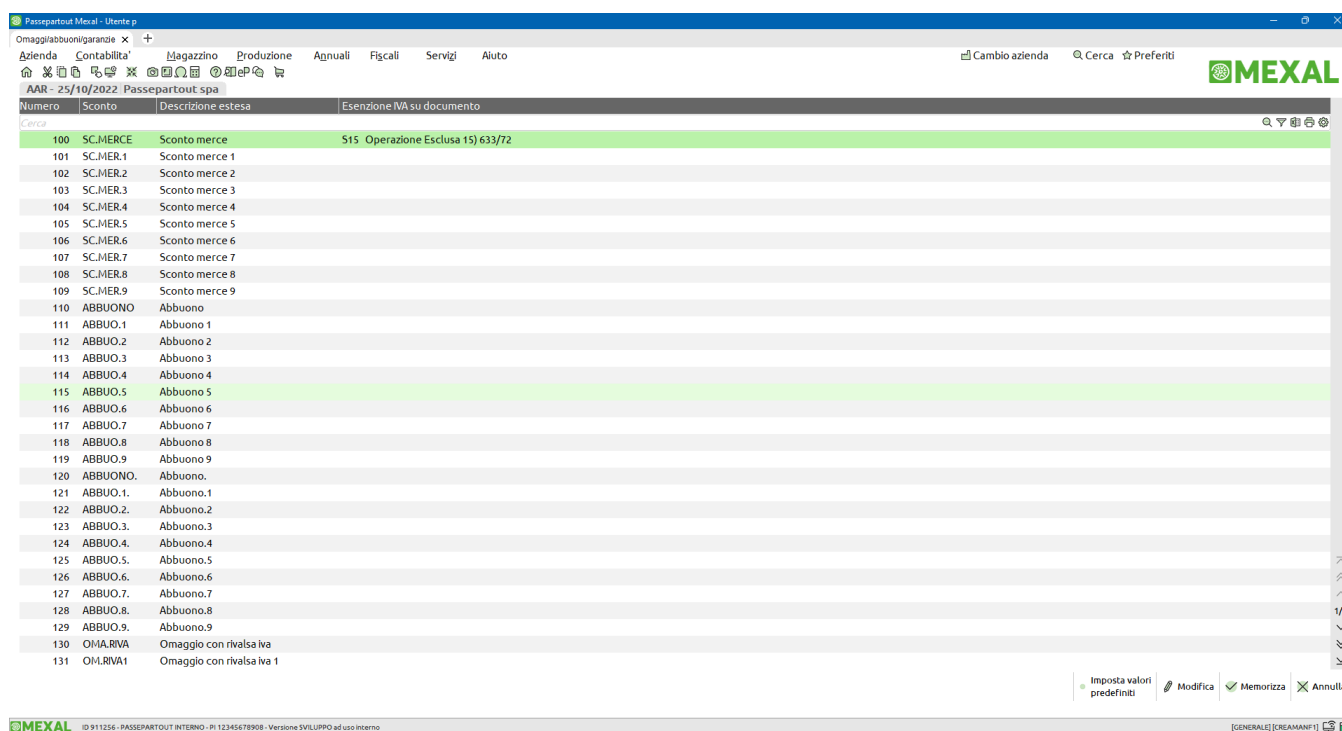 Passepartout Mexal - Utente p
Omaggi/abbuoni/garanzie
Azienda Contabilita' Magazzino Produzione Annuali Fiscali Servizi Aiuto Cambio azienda Cerca Preferiti
MEXAL
AAR - 25/10/2022 Passepartout spa
Numero Sconto Descrizione estesa Esenzione IVA su documento
Cerca
100 SC.MERCE Sconto merce S15 Operazione Esclusa 15) 633/72
101 SC.MER.1 Sconto merce 1
102 SC.MER.2 Sconto merce 2
103 SC.MER.3 Sconto merce 3
104 SC.MER.4 Sconto merce 4
105 SC.MER.5 Sconto merce 5
106 SC.MER.6 Sconto merce 6
107 SC.MER.7 Sconto merce 7
108 SC.MER.8 Sconto merce 8
109 SC.MER.9 Sconto merce 9
110 ABBUONO Abbuono
111 ABBUO.1 Abbuono 1
112 ABBUO.2 Abbuono 2
113 ABBUO.3 Abbuono 3
114 ABBUO.4 Abbuono 4
115 ABBUO.5 Abbuono 5
116 ABBUO.6 Abbuono 6
117 ABBUO.7 Abbuono 7
118 ABBUO.8 Abbuono 8
119 ABBUO.9 Abbuono 9
120 ABBUONO. Abbuono.
121 ABBUO.1. Abbuono.1
122 ABBUO.2. Abbuono.2
123 ABBUO.3. Abbuono.3
124 ABBUO.4. Abbuono.4
125 ABBUO.5. Abbuono.5
126 ABBUO.6. Abbuono.6
127 ABBUO.7. Abbuono.7
128 ABBUO.8. Abbuono.8
129 ABBUO.9. Abbuono.9
130 OMA.RIVA Omaggio con rivalsa iva
131 OM.RIVA1 Omaggio con rivalsa iva 1
1/
Imposta valori predefiniti Modifica Memorizza Annulla
MEXAL ID 911256 - PASSEPARTOUT INTERNO - PI 12345678908 - Versione SVILUPPO ad uso interno [GENERALE] [CREAMANF1]